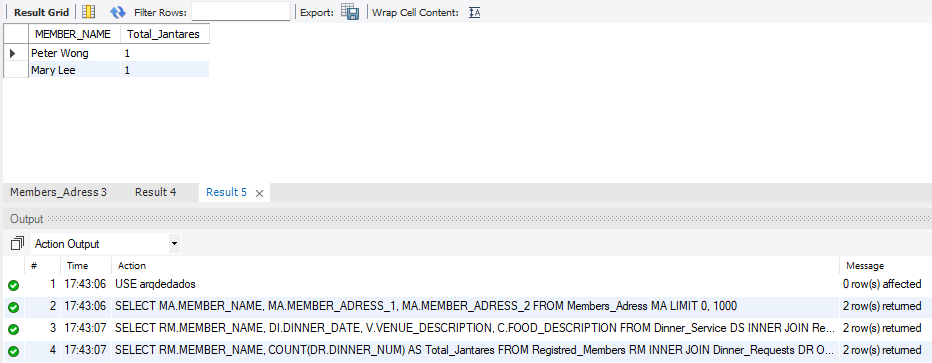 Result Grid Filter Rows: Export: Wrap Cell Content: IA
MEMBER_NAME Total_Jantares
Peter Wong 1
Mary Lee 1
Members_Adress 3 Result 4 Result 5
Output
Action Output
# Time Action Message
1 17:43:06 USE arqdedados 0 row(s) affected
2 17:43:06 SELECT MA.MEMBER_NAME, MA.MEMBER_ADRESS_1, MA.MEMBER_ADRESS_2 FROM Members_Adress MA LIMIT 0, 1000 2 row(s) returned
3 17:43:07 SELECT RM.MEMBER_NAME, DI.DINNER_DATE, V.VENUE_DESCRIPTION, C.FOOD_DESCRIPTION FROM Dinner_Service DS INNER JOIN Re... 2 row(s) returned
4 17:43:07 SELECT RM.MEMBER_NAME, COUNT(DR.DINNER_NUM) AS Total_Jantares FROM Registred_Members RM INNER JOIN Dinner_Requests DR O... 2 row(s) returned